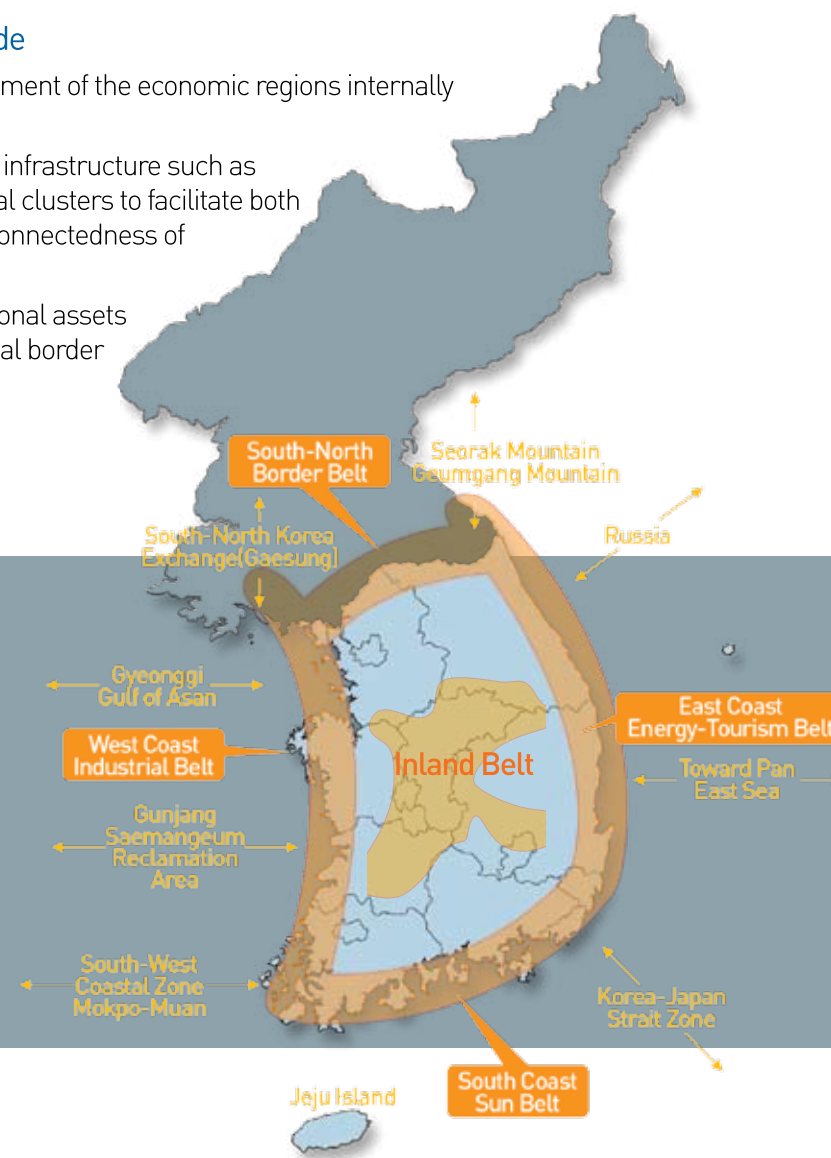 de
ment of the economic regions internally
infrastructure such as
al clusters to facilitate both
onnectedness of
onal assets
al border
South-North
Border Belt
Seorak Mountain
Geumgang Mountain
South-North Korea
Exchange(Gaesung)
Russia
Gyeonggi
Gulf of Asan
East Coast
Energy-Tourism Belt
West Coast
Industrial Belt
Inland Belt
Toward Pan
East Sea
Gunjang
Saemangeum
Reclamation
Area
South-West
Coastal Zone
Mokpo-Muan
Korea-Japan
Strait Zone
South Coast
Sun Belt
Jeju Island